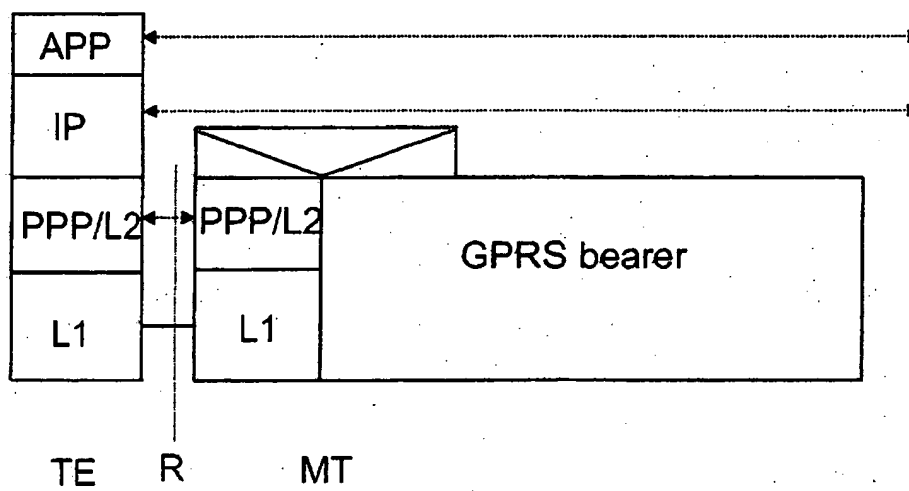 APP
IP
PPP/L2 PPP/L2
GPRS bearer
L1 L1
TE R MT